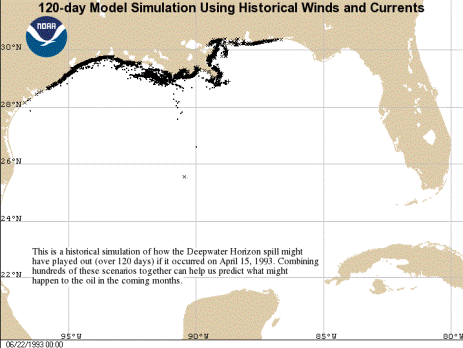 120-day Model Simulation Using Historical Winds and Currents
NOAA
30°N
28°N
26°N
24°N
This is a historical simulation of how the Deepwater Horizon spill might
have played out (over 120 days) if it occurred on April 15, 1993. Combining
hundreds of these scenarios together can help us predict what might
happen to the oil in the coming months.
22°N
95°W
90°W
85°W
80°W
06/22/1993 00:00